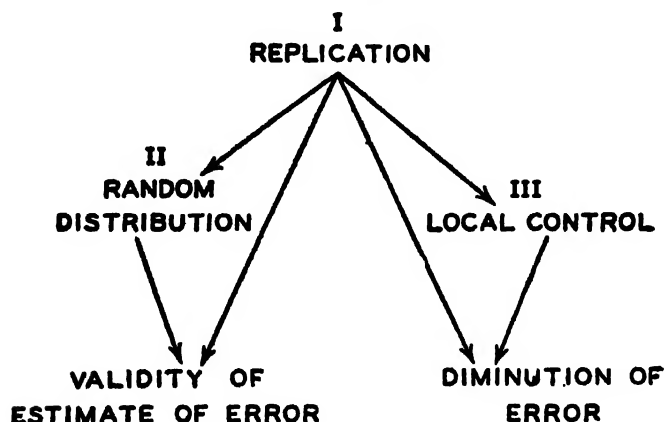 I
REPLICATION
II
RANDOM
DISTRIBUTION
III
LOCAL CONTROL
VALIDITY OF
ESTIMATE OF ERROR
DIMINUTION OF
ERROR